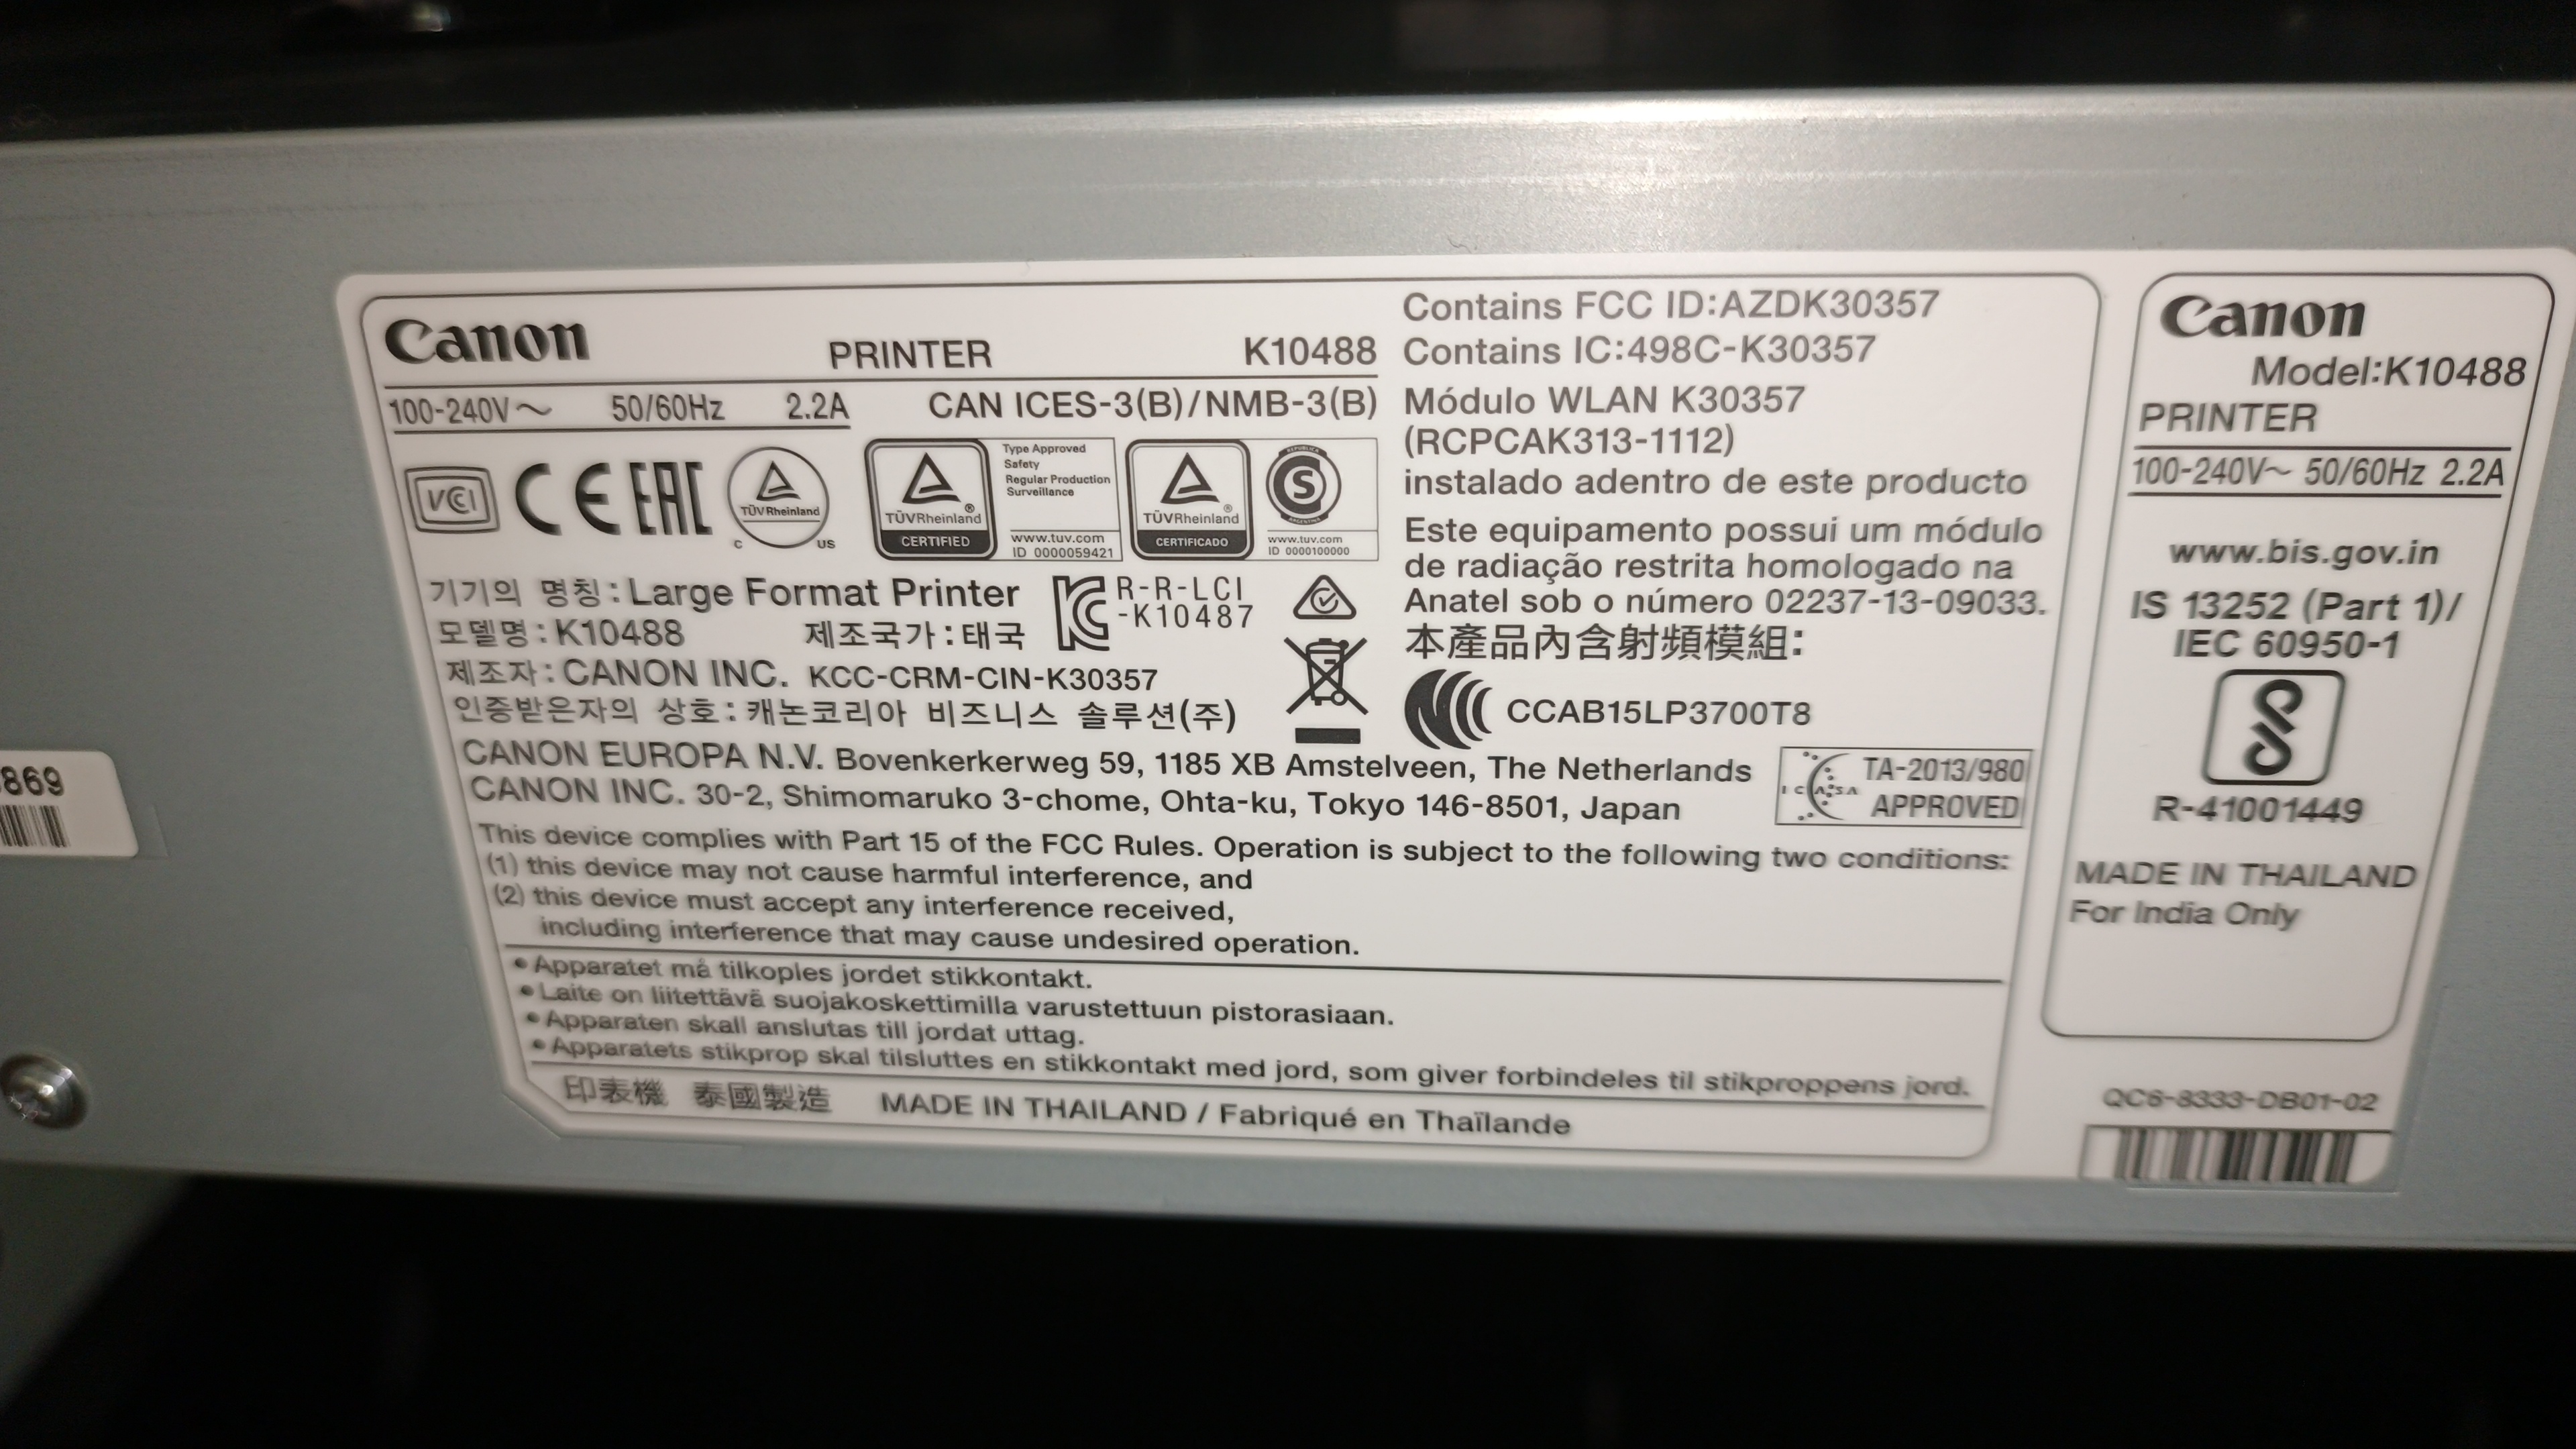 Canon PRINTER K10488
100-240V～ 50/60Hz 2.2A CAN ICES-3(B)/NMB-3(B)
VCCI CE EAC
TÜVRheinland
C US
TÜVRheinland®
CERTIFIED
Type Approved
Safety
Regular Production
Surveillance
www.tuv.com
ID 0000059421
TÜVRheinland®
CERTIFICADO
S
www.tuv.com
ID 0000100000
기기의 명칭: Large Format Printer
모델명: K10488 제조국가: 태국
R-R-LCI
-K10487
제조자: CANON INC. KCC-CRM-CIN-K30357
인증받은자의 상호: 캐논코리아 비즈니스 솔루션(주)
Contains FCC ID:AZDK30357
Contains IC:498C-K30357
Módulo WLAN K30357
(RCPCAK313-1112)
instalado adentro de este producto
Este equipamento possui um módulo
de radiação restrita homologado na
Anatel sob o número 02237-13-09033.
本產品內含射頻模組:
CCAB15LP3700T8
CANON EUROPA N.V. Bovenkerkerweg 59, 1185 XB Amstelveen, The Netherlands
CANON INC. 30-2, Shimomaruko 3-chome, Ohta-ku, Tokyo 146-8501, Japan
ICASA
TA-2013/980
APPROVED
This device complies with Part 15 of the FCC Rules. Operation is subject to the following two conditions:
(1) this device may not cause harmful interference, and
(2) this device must accept any interference received,
including interference that may cause undesired operation.
• Apparatet må tilkoples jordet stikkontakt.
• Laite on liitettävä suojakoskettimilla varustettuun pistorasiaan.
• Apparaten skall anslutas till jordat uttag.
• Apparatets stikprop skal tilsluttes en stikkontakt med jord, som giver forbindeles til stikproppens jord.
印表機 泰國製造 MADE IN THAILAND / Fabriqué en Thaïlande
Canon
Model:K10488
PRINTER
100-240V～ 50/60Hz 2.2A
www.bis.gov.in
IS 13252 (Part 1)/
IEC 60950-1
R-41001449
MADE IN THAILAND
For India Only
QC6-8333-DB01-02
869